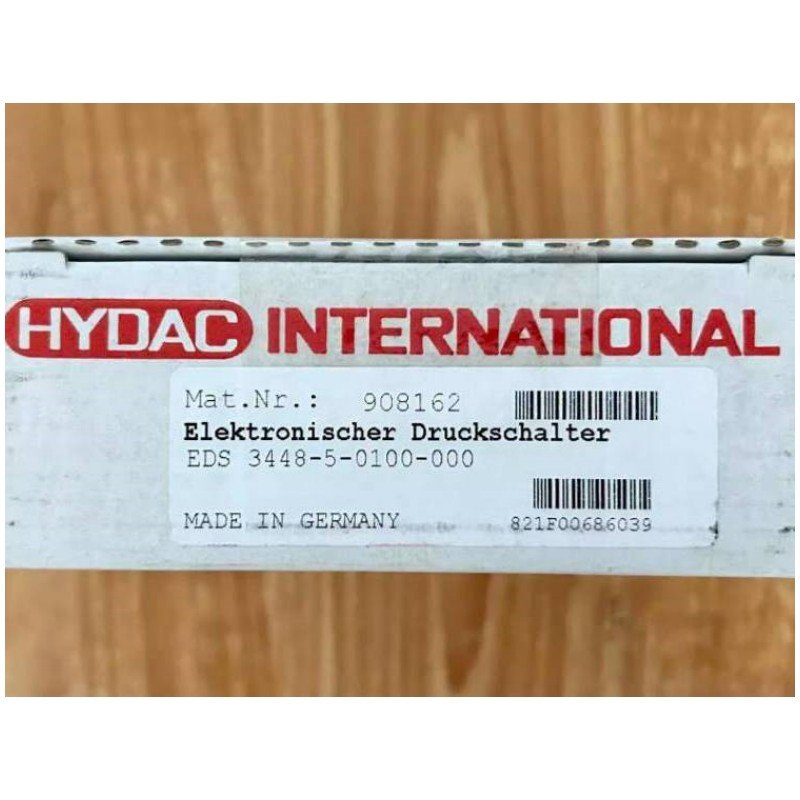 HYDAC INTERNATIONAL
Mat.Nr.: 908162
Elektronischer Druckschalter
EDS 3448-5-0100-000
MADE IN GERMANY 821F00686039